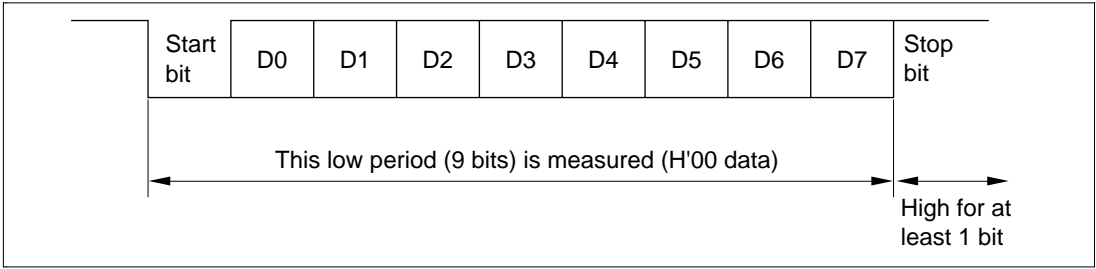 Start
bit
D0 D1 D2 D3 D4 D5 D6 D7
Stop
bit
This low period (9 bits) is measured (H'00 data)
High for at
least 1 bit